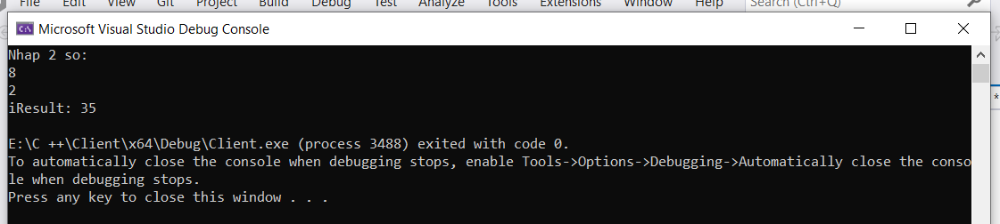 File Edit View Git Project Build Debug Test Analyze Tools Extensions Window Help Search (Ctrl+Q)
C:\ Microsoft Visual Studio Debug Console
Nhap 2 so:
8
2
iResult: 35
E:\C ++\Client\x64\Debug\Client.exe (process 3488) exited with code 0.
To automatically close the console when debugging stops, enable Tools->Options->Debugging->Automatically close the conso
le when debugging stops.
Press any key to close this window . . .